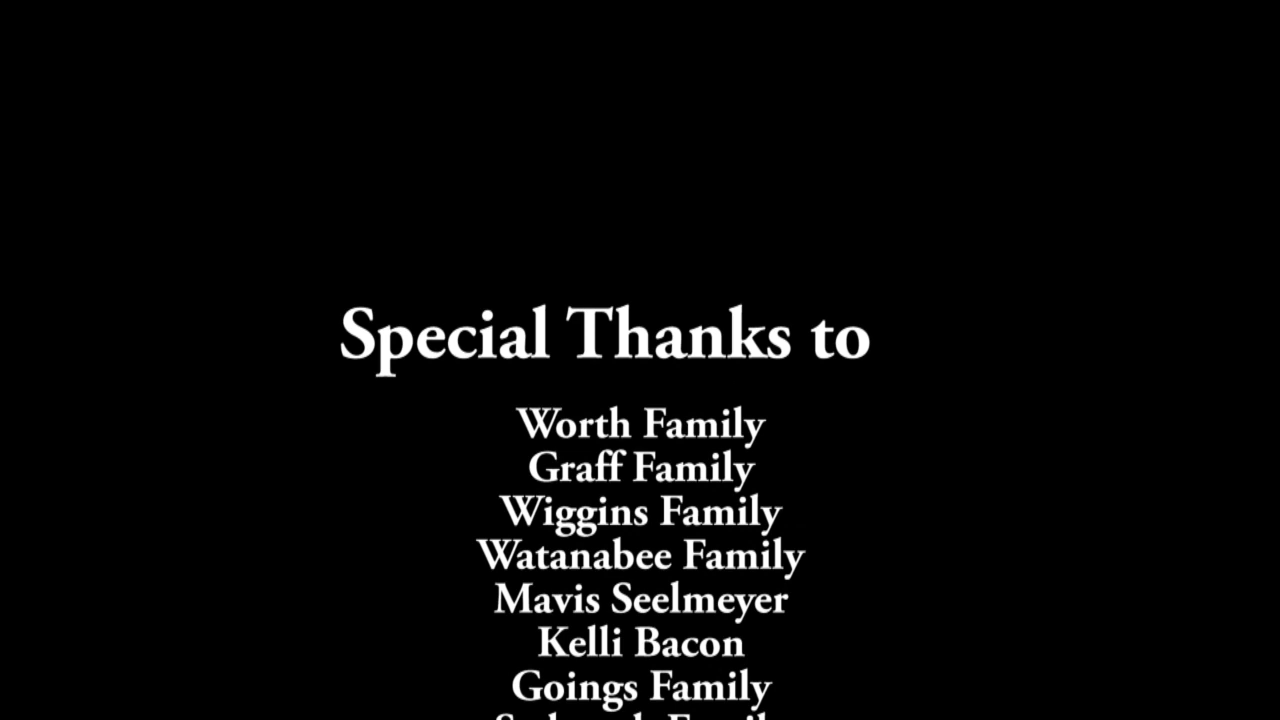 Special Thanks to
Worth Family
Graff Family
Wiggins Family
Watanabee Family
Mavis Seelmeyer
Kelli Bacon
Goings Family